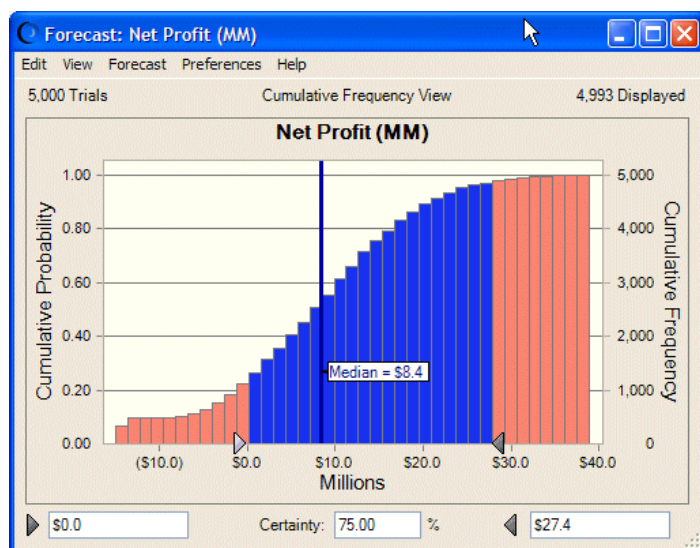 Forecast: Net Profit (MM)
Edit View Forecast Preferences Help
5,000 Trials Cumulative Frequency View 4,993 Displayed
Net Profit (MM)
Cumulative Probability
1.00
0.80
0.60
0.40
0.20
0.00
5,000
4,000
3,000
2,000
1,000
0
Cumulative Frequency
Median = $8.4
($10.0) $0.0 $10.0 $20.0 $30.0 $40.0
Millions
$0.0 Certainty: 75.00 % $27.4